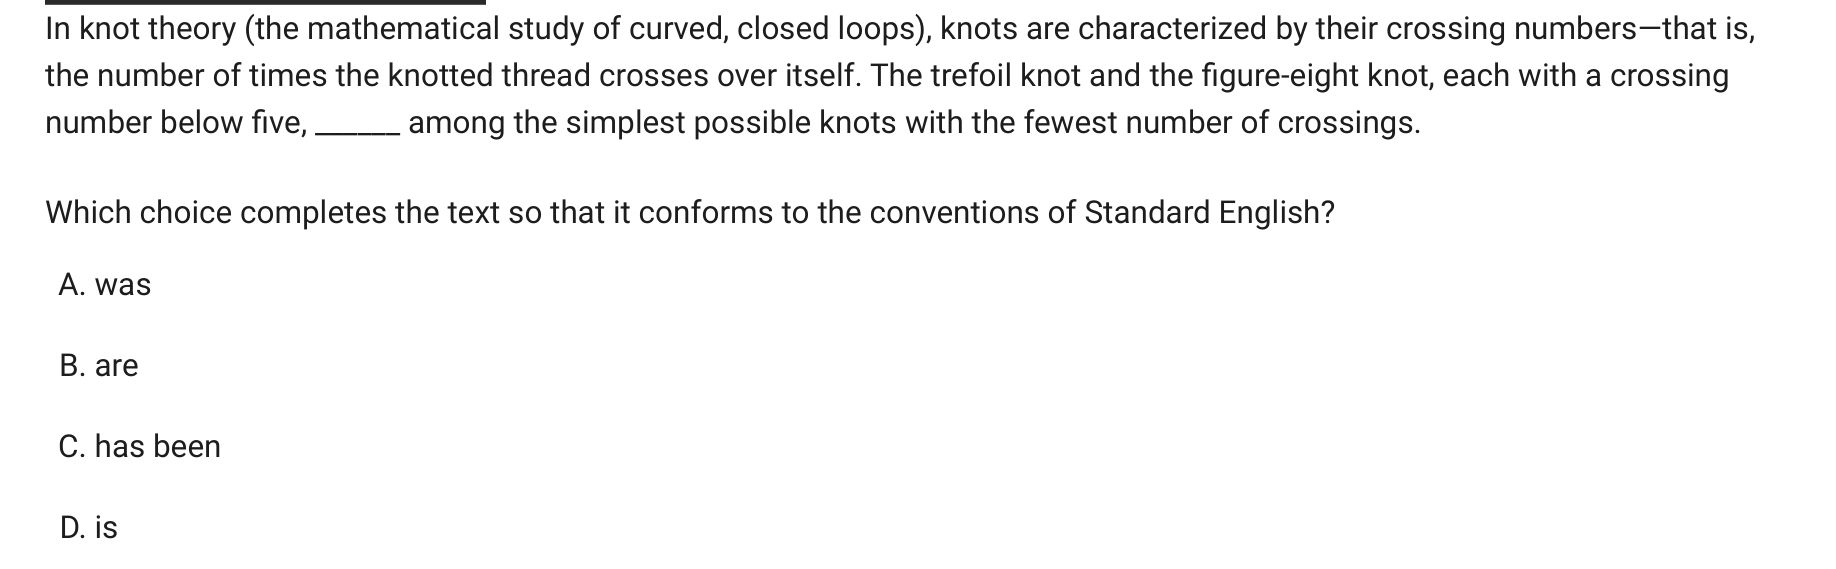 In knot theory (the mathematical study of curved, closed loops), knots are characterized by their crossing numbers—that is,
the number of times the knotted thread crosses over itself. The trefoil knot and the figure-eight knot, each with a crossing
number below five, ______ among the simplest possible knots with the fewest number of crossings.
Which choice completes the text so that it conforms to the conventions of Standard English?
A. was
B. are
C. has been
D. is